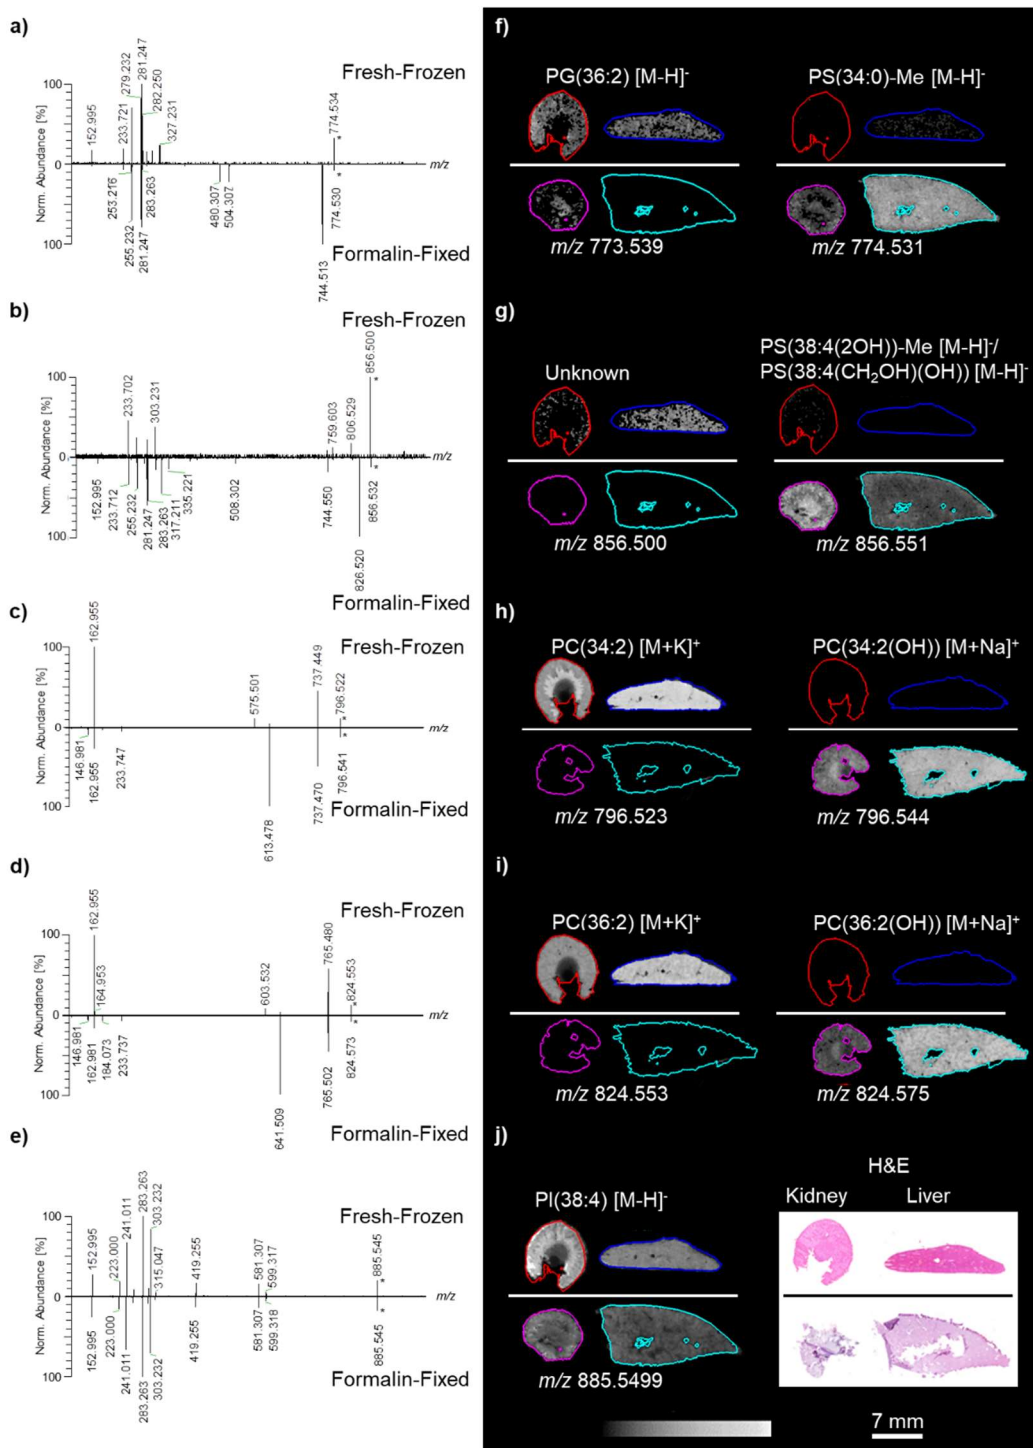 a)
Norm. Abundance [%]
100
0
100
152.995
233.721
279.232
281.247
282.250
327.231
774.534
*
Fresh-Frozen
m/z
253.216
255.232
281.247
283.263
480.307
504.307
744.513
774.530
*
Formalin-Fixed
b)
Norm. Abundance [%]
100
0
100
233.702
303.231
759.603
806.529
856.500
*
Fresh-Frozen
m/z
152.995
233.712
255.232
281.247
283.263
317.211
335.221
508.302
744.550
826.520
856.532
*
Formalin-Fixed
c)
Norm. Abundance [%]
100
0
100
162.955
575.501
737.449
796.522
*
Fresh-Frozen
m/z
146.981
162.955
233.747
613.478
737.470
796.541
*
Formalin-Fixed
d)
Norm. Abundance [%]
100
0
100
162.955
164.953
603.532
765.480
824.553
*
Fresh-Frozen
m/z
146.981
162.981
184.073
233.737
641.509
765.502
824.573
*
Formalin-Fixed
e)
Norm. Abundance [%]
100
0
100
152.995
223.000
241.011
283.263
303.232
315.047
419.255
581.307
599.317
885.545
*
Fresh-Frozen
m/z
152.995
223.000
241.011
283.263
303.232
419.255
581.307
599.318
885.545
*
Formalin-Fixed
f)
PG(36:2) [M-H]-
PS(34:0)-Me [M-H]-
m/z 773.539
m/z 774.531
g)
Unknown
PS(38:4(2OH))-Me [M-H]-/
PS(38:4(CH2OH)(OH)) [M-H]-
m/z 856.500
m/z 856.551
h)
PC(34:2) [M+K]+
PC(34:2(OH)) [M+Na]+
m/z 796.523
m/z 796.544
i)
PC(36:2) [M+K]+
PC(36:2(OH)) [M+Na]+
m/z 824.553
m/z 824.575
j)
PI(38:4) [M-H]-
m/z 885.5499
H&E
Kidney
Liver
7 mm